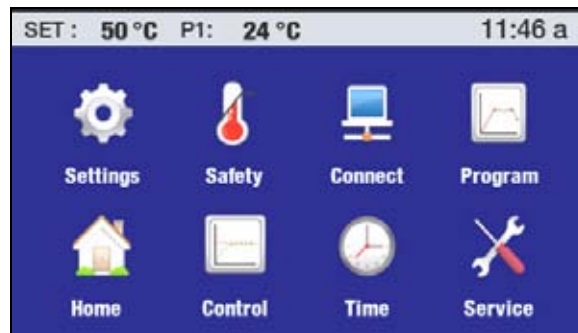 SET : 50 °C P1: 24 °C 11:46 a
Settings Safety Connect Program
Home Control Time Service